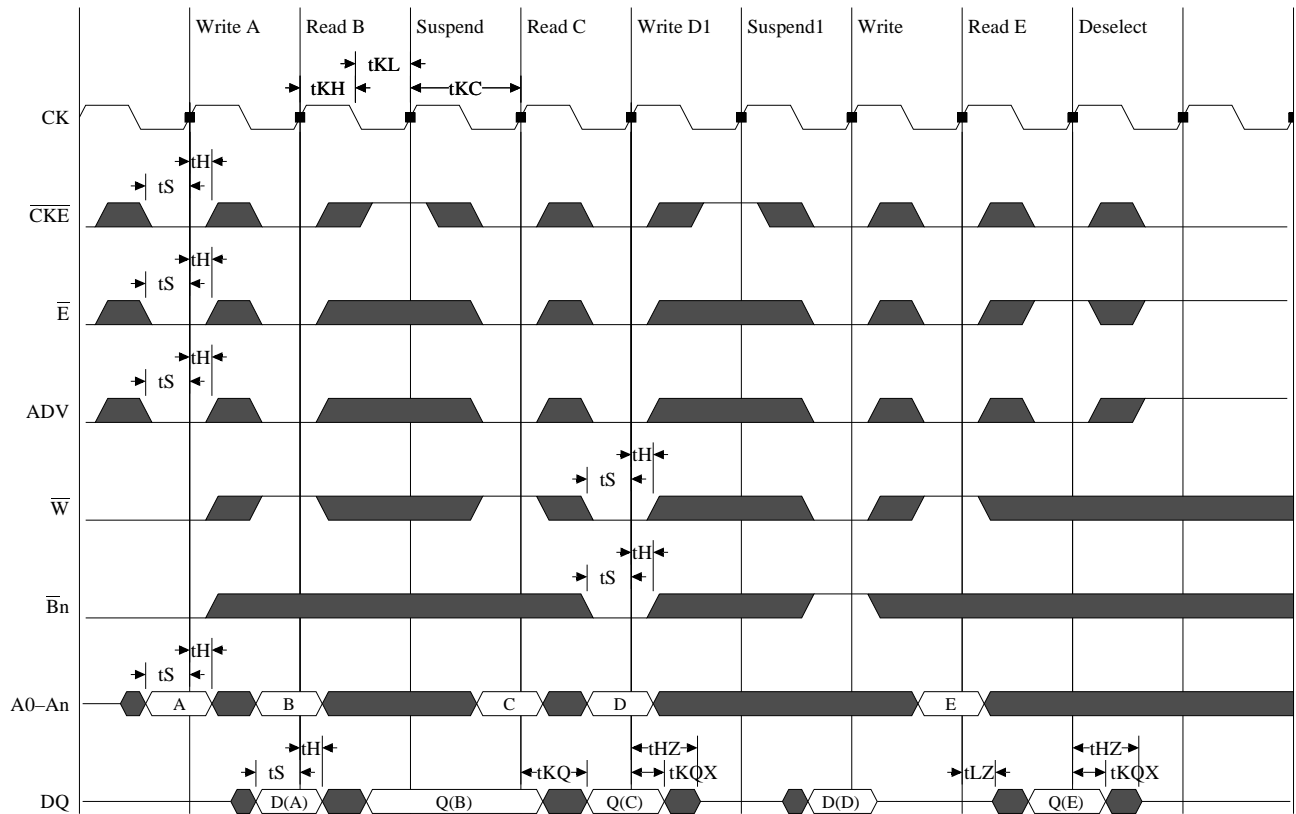 Write A Read B Suspend Read C Write D1 Suspend1 Write Read E Deselect
tKL
tKH tKC
CK
tH
tS
CKE
tH
tS
E
tH
tS
ADV
tH
tS
W
tH
tS
Bn
tH
tS
A0–An A B C D E
tH tHZ tHZ
tS tKQ tKQX tLZ tKQX
DQ D(A) Q(B) Q(C) D(D) Q(E)